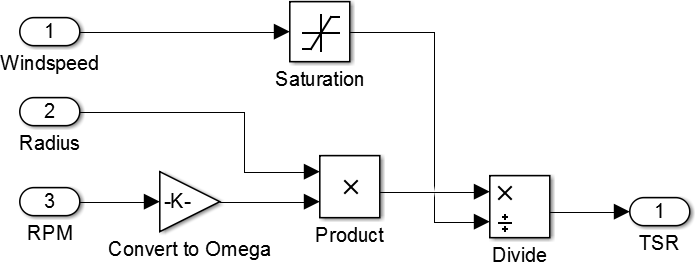 1
Windspeed
Saturation
2
Radius
3
RPM
-K-
Convert to Omega
×
Product
×
÷
Divide
1
TSR